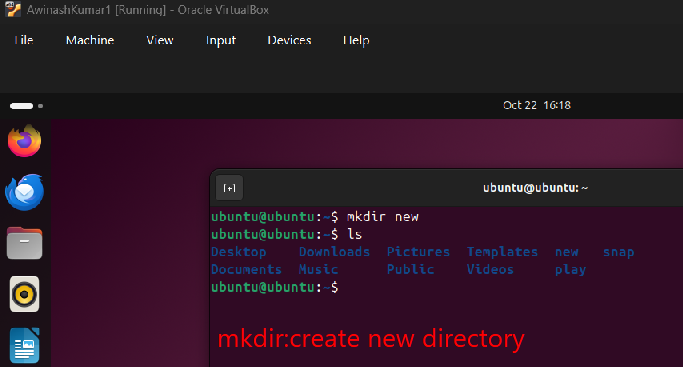 AwinashKumar1 [Running] - Oracle VirtualBox
File Machine View Input Devices Help
Oct 22 16:18
ubuntu@ubuntu: ~
ubuntu@ubuntu:~$ mkdir new
ubuntu@ubuntu:~$ ls
Desktop Downloads Pictures Templates new snap
Documents Music Public Videos play
ubuntu@ubuntu:~$
mkdir:create new directory